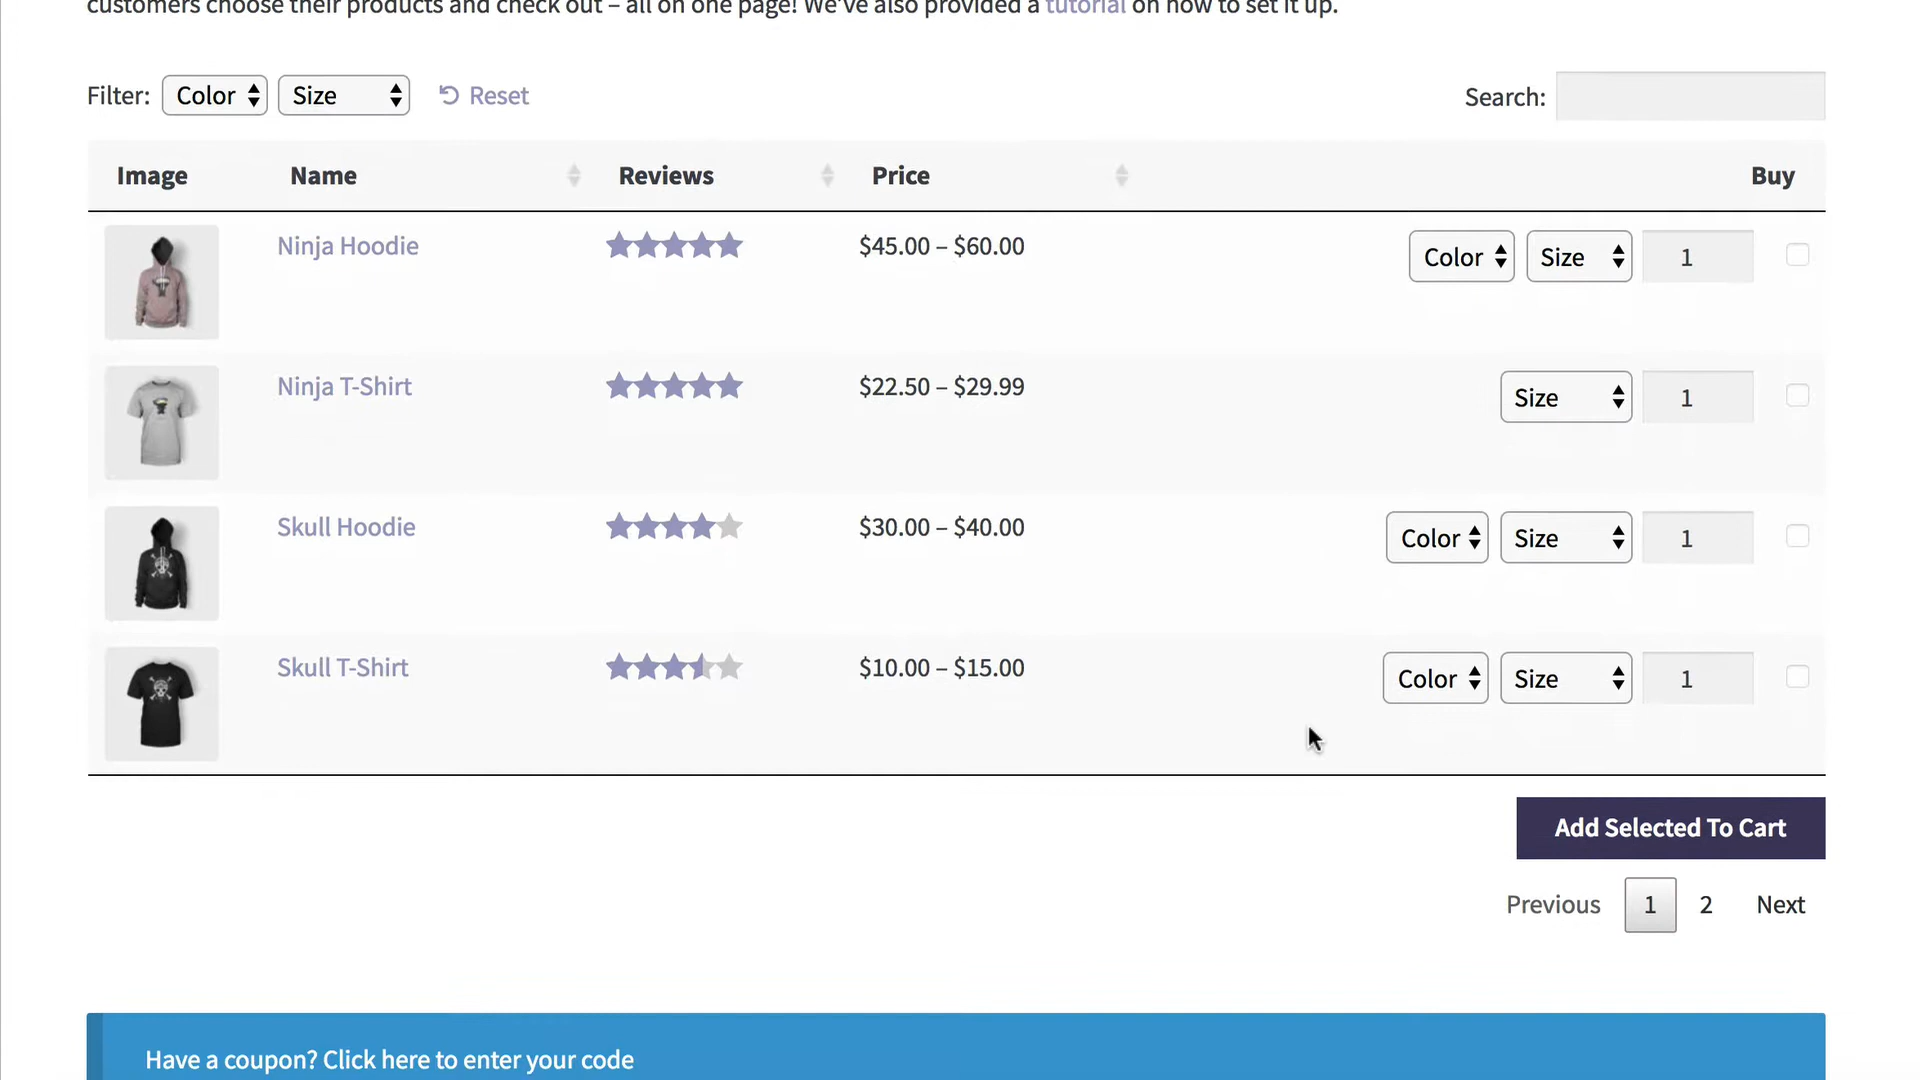 customers choose their products and check out – all on one page! We've also provided a tutorial on how to set it up.
Filter: Color Size Reset Search:
Image Name Reviews Price Buy
Ninja Hoodie $45.00 – $60.00 Color Size 1
Ninja T-Shirt $22.50 – $29.99 Size 1
Skull Hoodie $30.00 – $40.00 Color Size 1
Skull T-Shirt $10.00 – $15.00 Color Size 1
Add Selected To Cart
Previous 1 2 Next
Have a coupon? Click here to enter your code